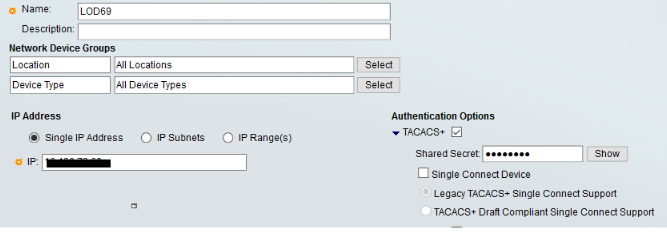 Name: LOD69
Description:
Network Device Groups
Location All Locations Select
Device Type All Device Types Select
IP Address
Single IP Address IP Subnets IP Range(s)
IP:
Authentication Options
TACACS+
Shared Secret: ●●●●●●●● Show
Single Connect Device
Legacy TACACS+ Single Connect Support
TACACS+ Draft Compliant Single Connect Support